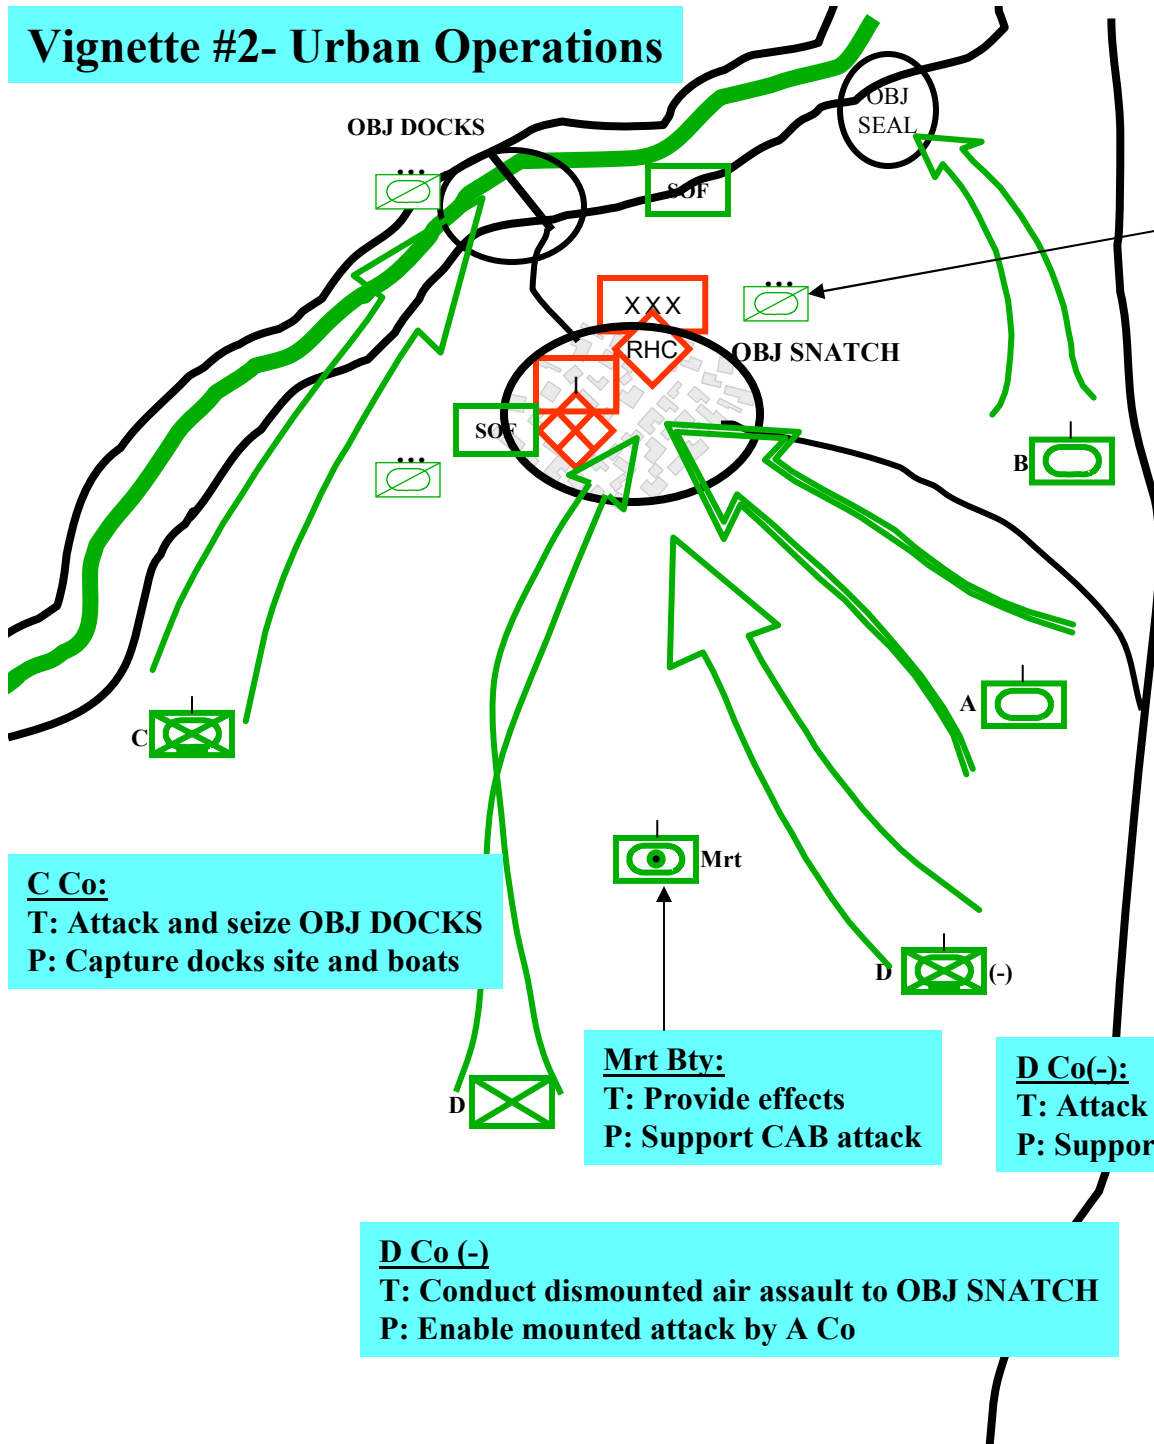 Vignette #2- Urban Operations
OBJ
SEAL
OBJ DOCKS
SOF
XXX
RHC
OBJ SNATCH
SOF
B
A
C
Mrt
C Co:
T: Attack and seize OBJ DOCKS
P: Capture docks site and boats
D
(-)
D
Mrt Bty:
T: Provide effects
P: Support CAB attack
D Co(-):
T: Attack
P: Suppor
D Co (-)
T: Conduct dismounted air assault to OBJ SNATCH
P: Enable mounted attack by A Co